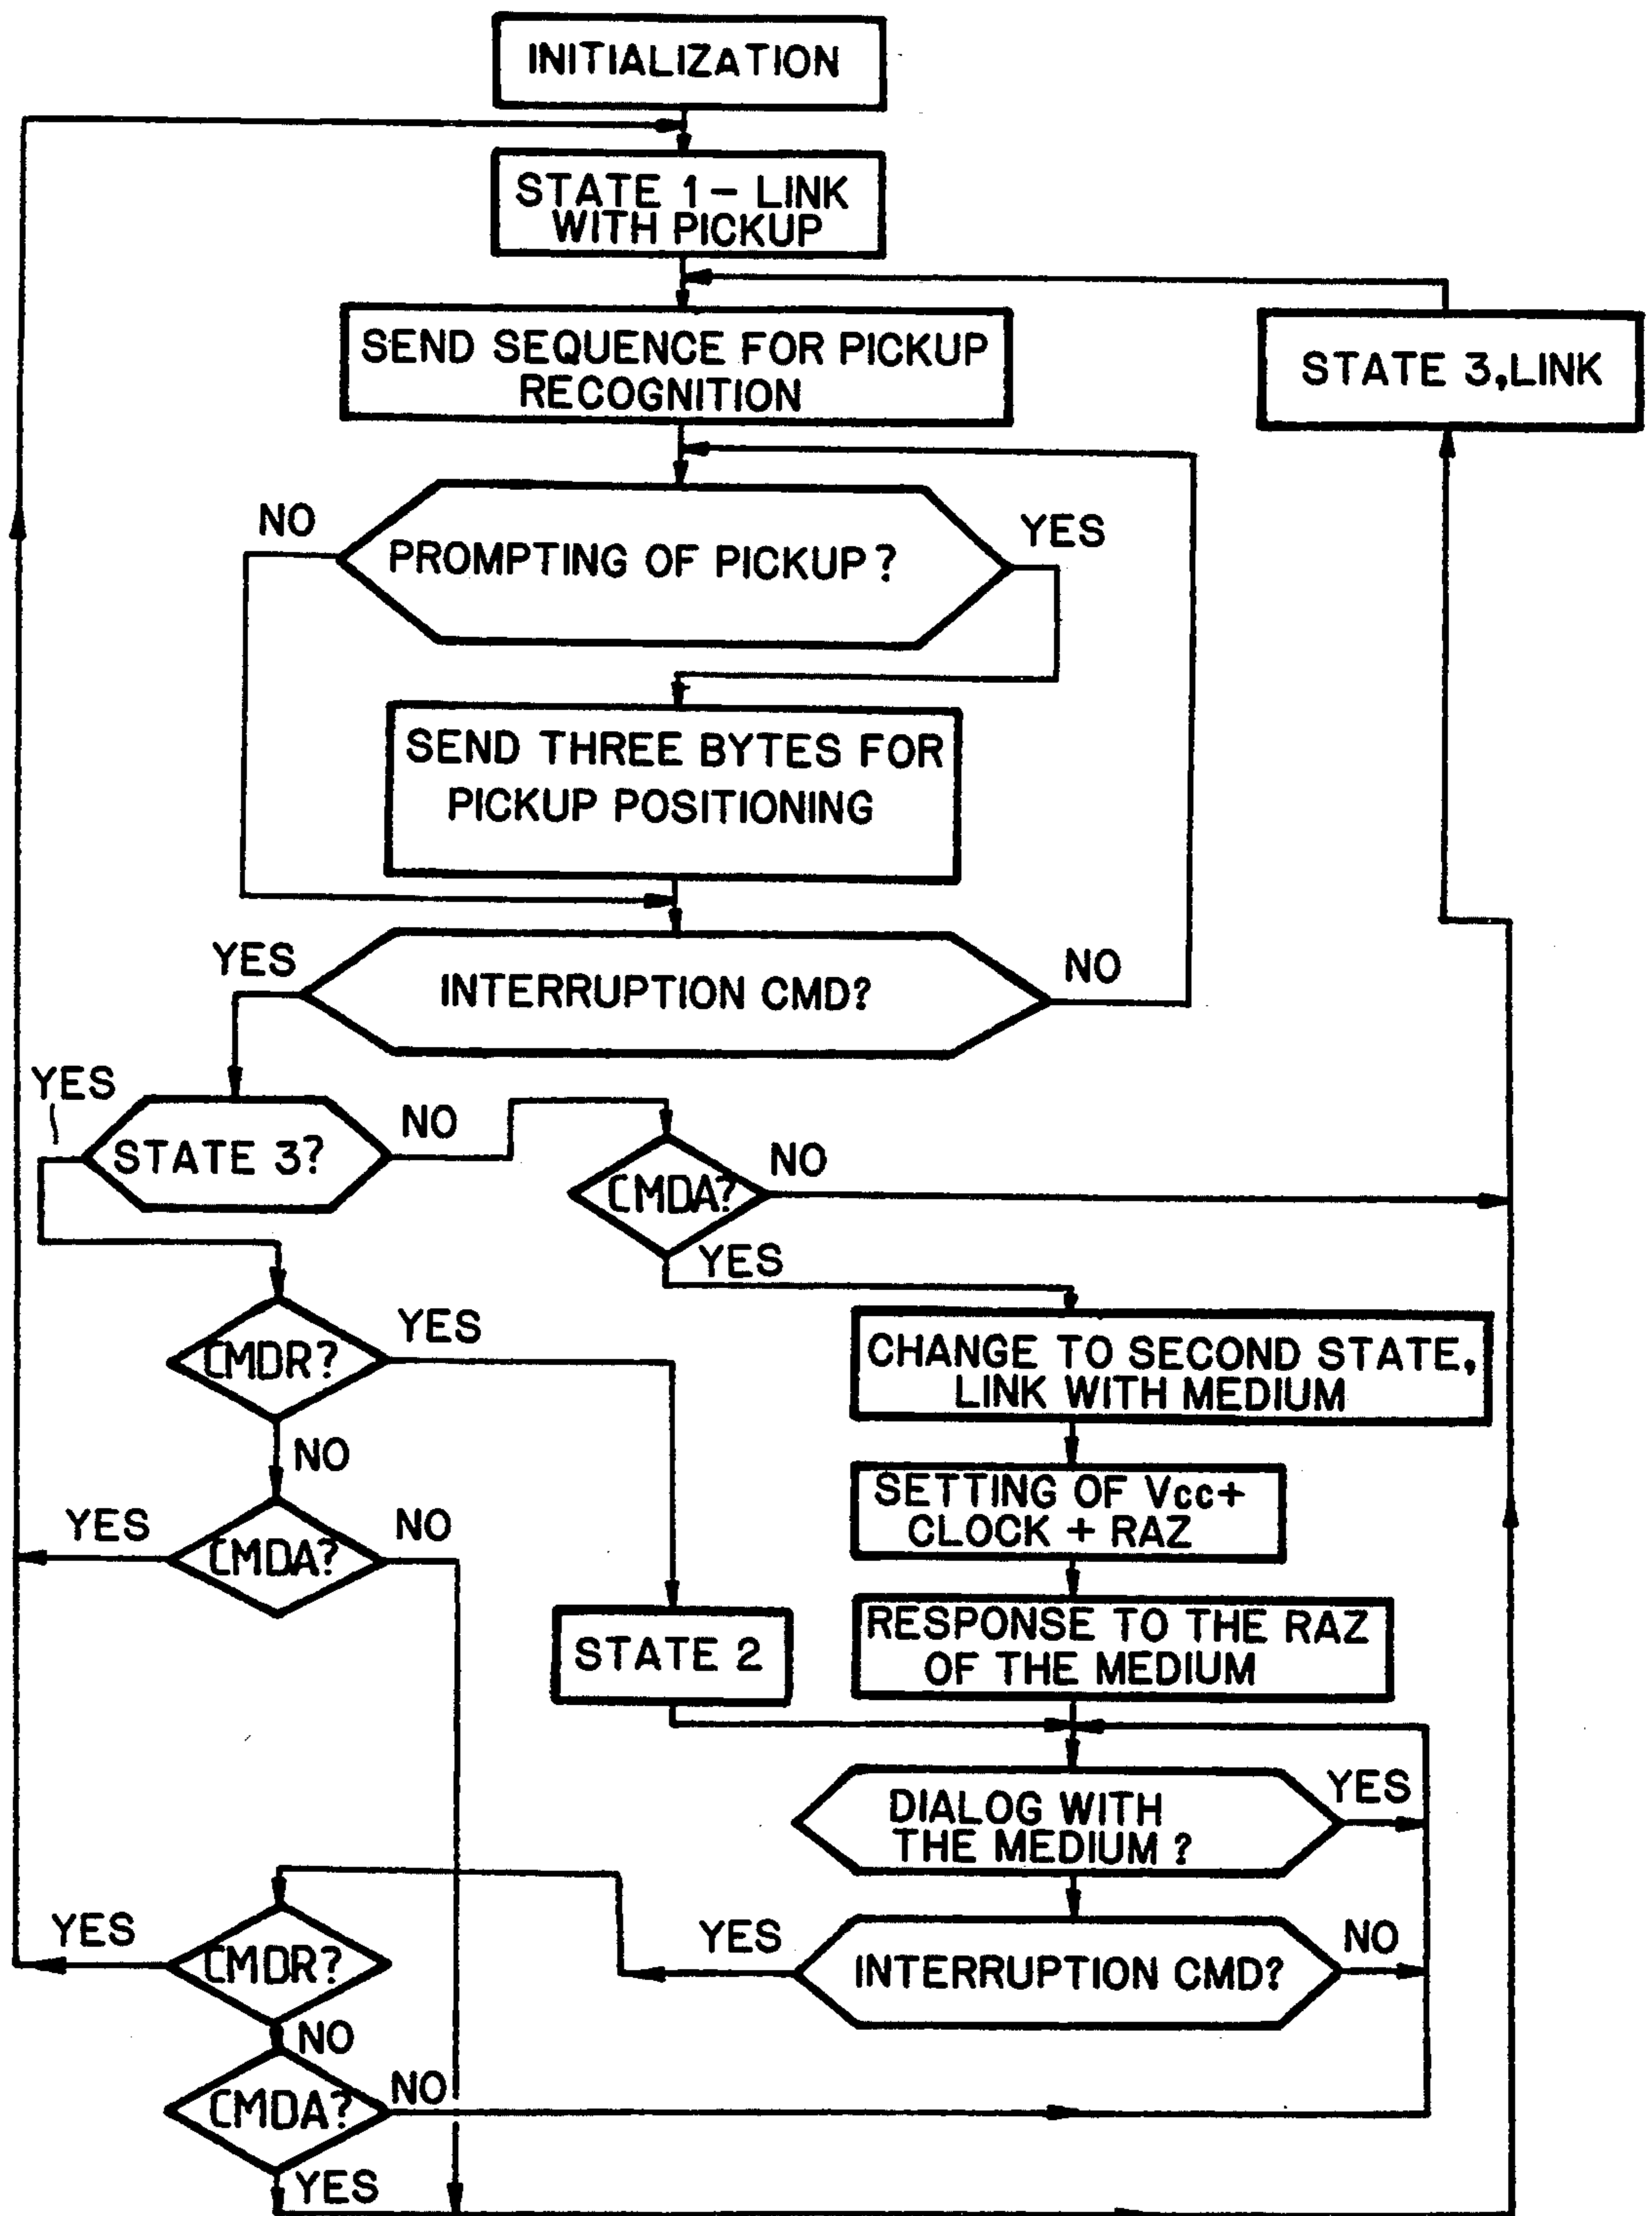 INITIALIZATION
STATE 1 – LINK
WITH PICKUP
SEND SEQUENCE FOR PICKUP
RECOGNITION
STATE 3, LINK
NO
YES
PROMPTING OF PICKUP?
SEND THREE BYTES FOR
PICKUP POSITIONING
YES
NO
INTERRUPTION CMD?
YES
STATE 3?
NO
CMDA?
NO
YES
CMDR?
YES
CHANGE TO SECOND STATE,
LINK WITH MEDIUM
NO
SETTING OF Vcc+
CLOCK + RAZ
YES
CMDA?
NO
STATE 2
RESPONSE TO THE RAZ
OF THE MEDIUM
DIALOG WITH
THE MEDIUM ?
YES
YES
CMDR?
YES
INTERRUPTION CMD?
NO
NO
CMDA?
NO
YES